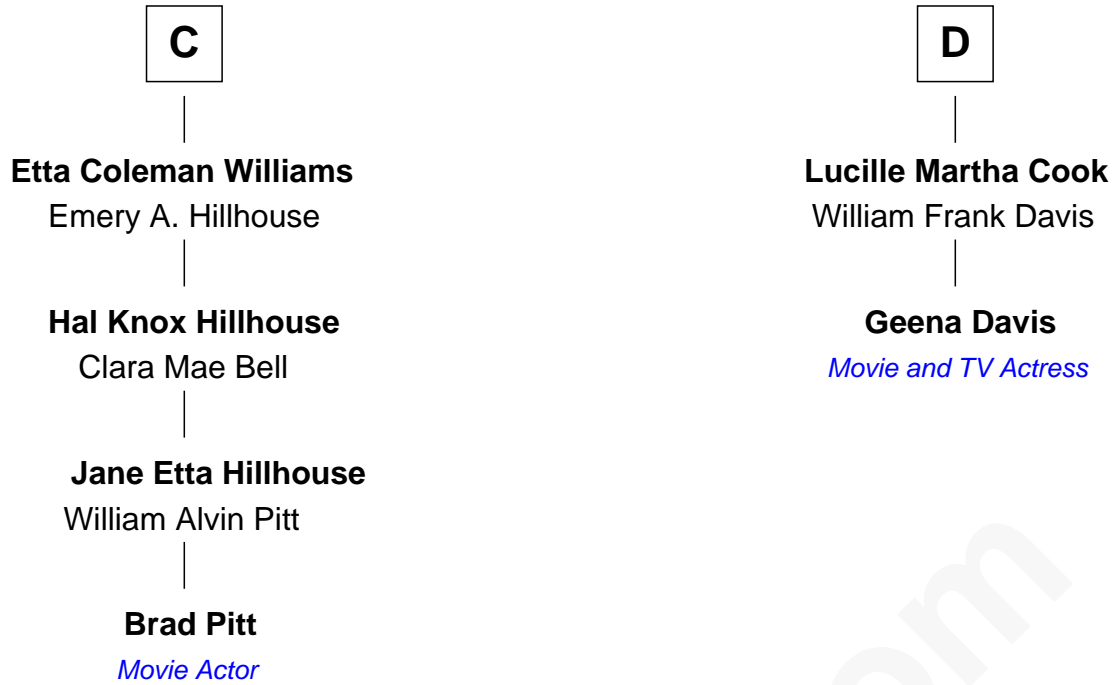 C
Etta Coleman Williams
Emery A. Hillhouse
Hal Knox Hillhouse
Clara Mae Bell
Jane Etta Hillhouse
William Alvin Pitt
Brad Pitt
Movie Actor
D
Lucille Martha Cook
William Frank Davis
Geena Davis
Movie and TV Actress
om